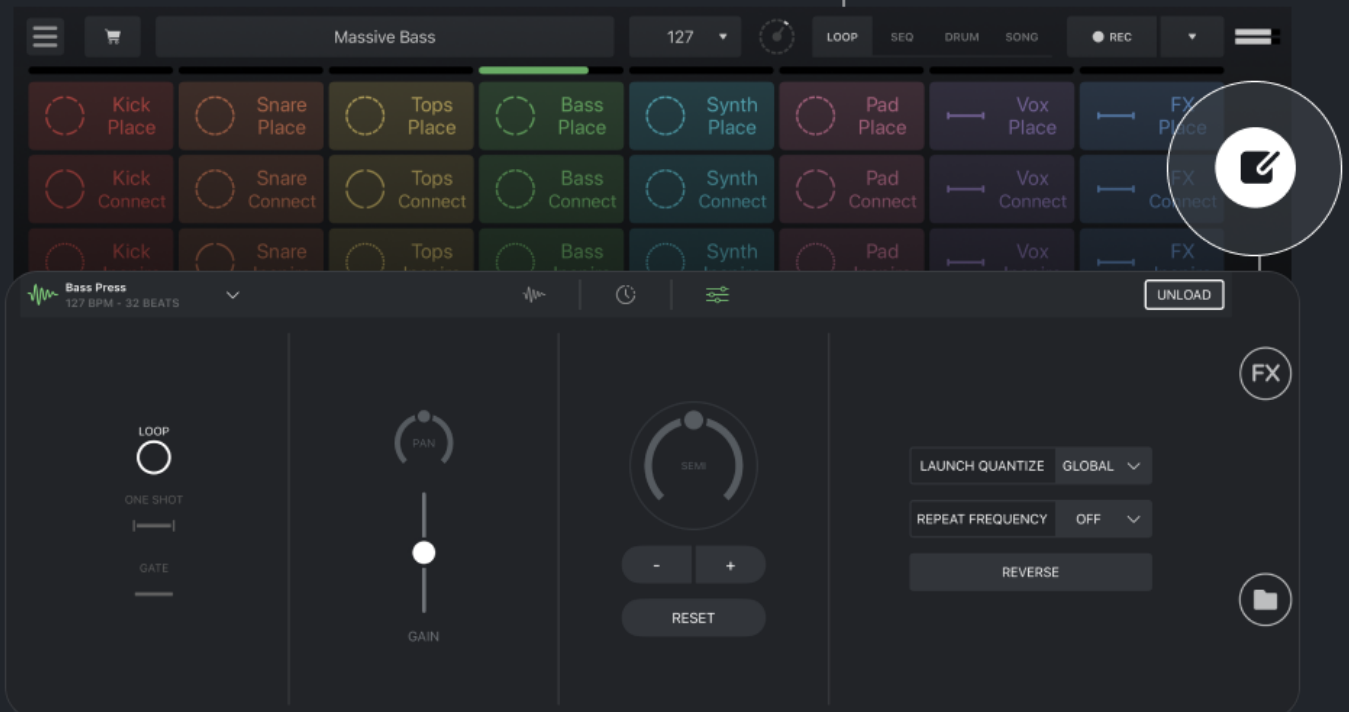 Massive Bass
127
LOOP
SEQ
DRUM
SONG
REC
Kick
Place
Snare
Place
Tops
Place
Bass
Place
Synth
Place
Pad
Place
Vox
Place
FX
Place
Kick
Connect
Snare
Connect
Tops
Connect
Bass
Connect
Synth
Connect
Pad
Connect
Vox
Connect
FX
Connect
Kick
Snare
Tops
Bass
Synth
Pad
Vox
FX
Bass Press
127 BPM - 32 BEATS
UNLOAD
FX
LOOP
ONE SHOT
GATE
PAN
GAIN
SEMI
- +
RESET
LAUNCH QUANTIZE GLOBAL
REPEAT FREQUENCY OFF
REVERSE